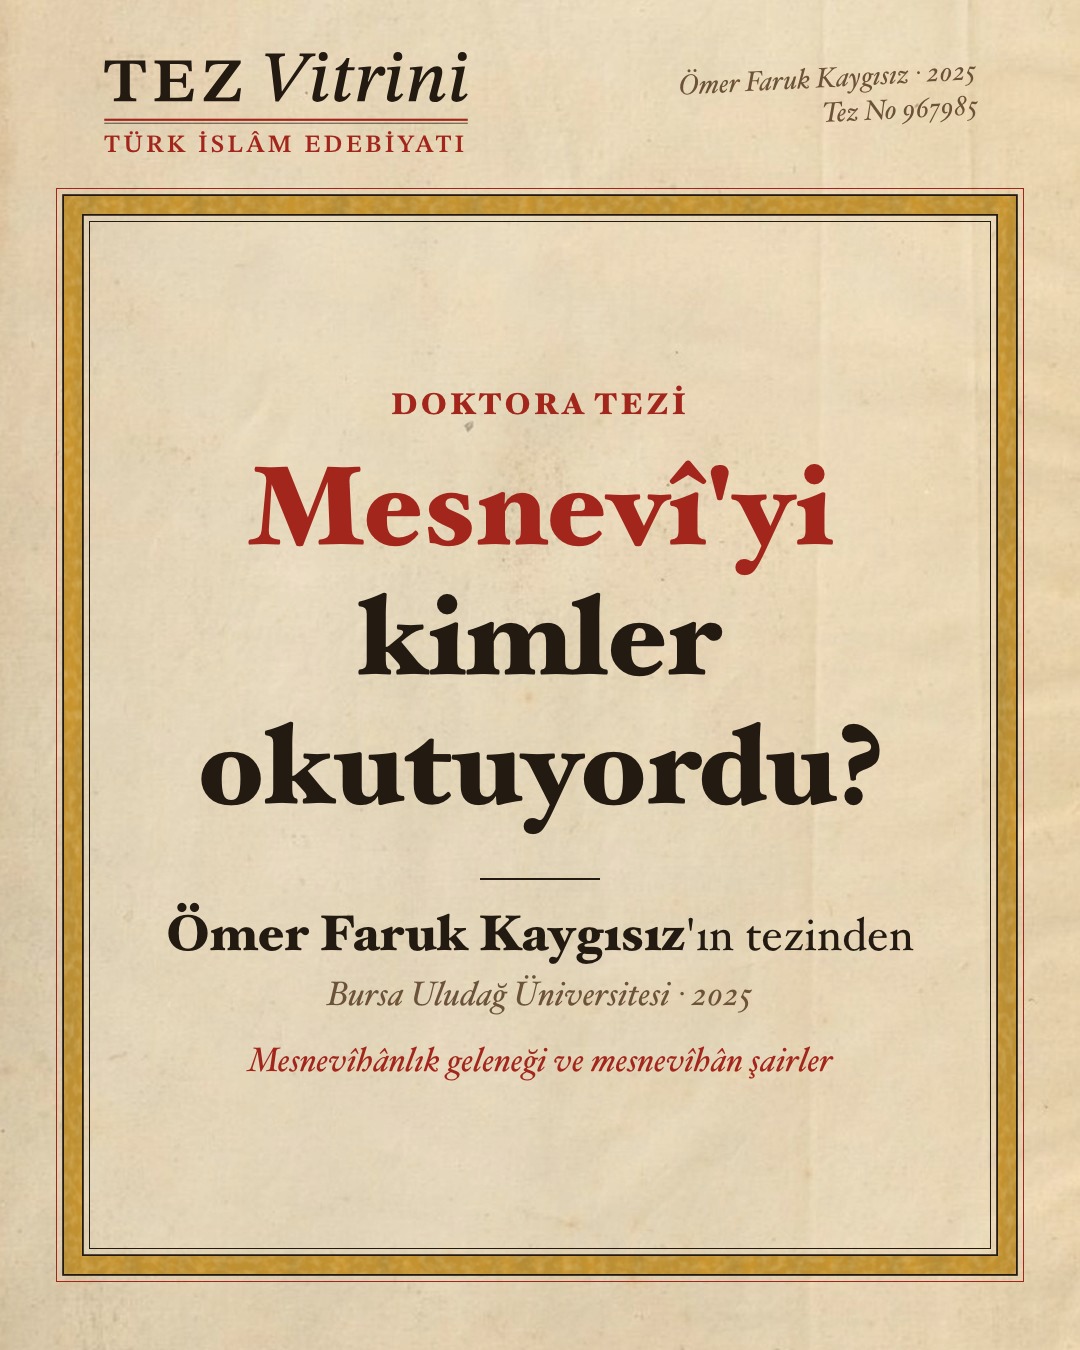 TEZ Vitrini
TÜRK İSLÂM EDEBİYATI
Ömer Faruk Kaygısız · 2025
Tez No 967985
DOKTORA TEZİ
Mesnevî'yi
kimler
okutuyordu?
Ömer Faruk Kaygısız'ın tezinden
Bursa Uludağ Üniversitesi · 2025
Mesnevîhânlık geleneği ve mesnevîhân şairler